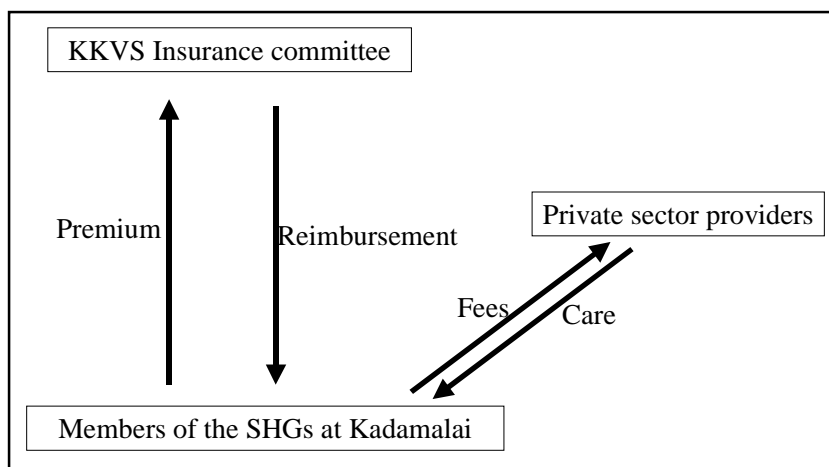 KKVS Insurance committee
Private sector providers
Premium
Reimbursement
Fees
Care
Members of the SHGs at Kadamalai